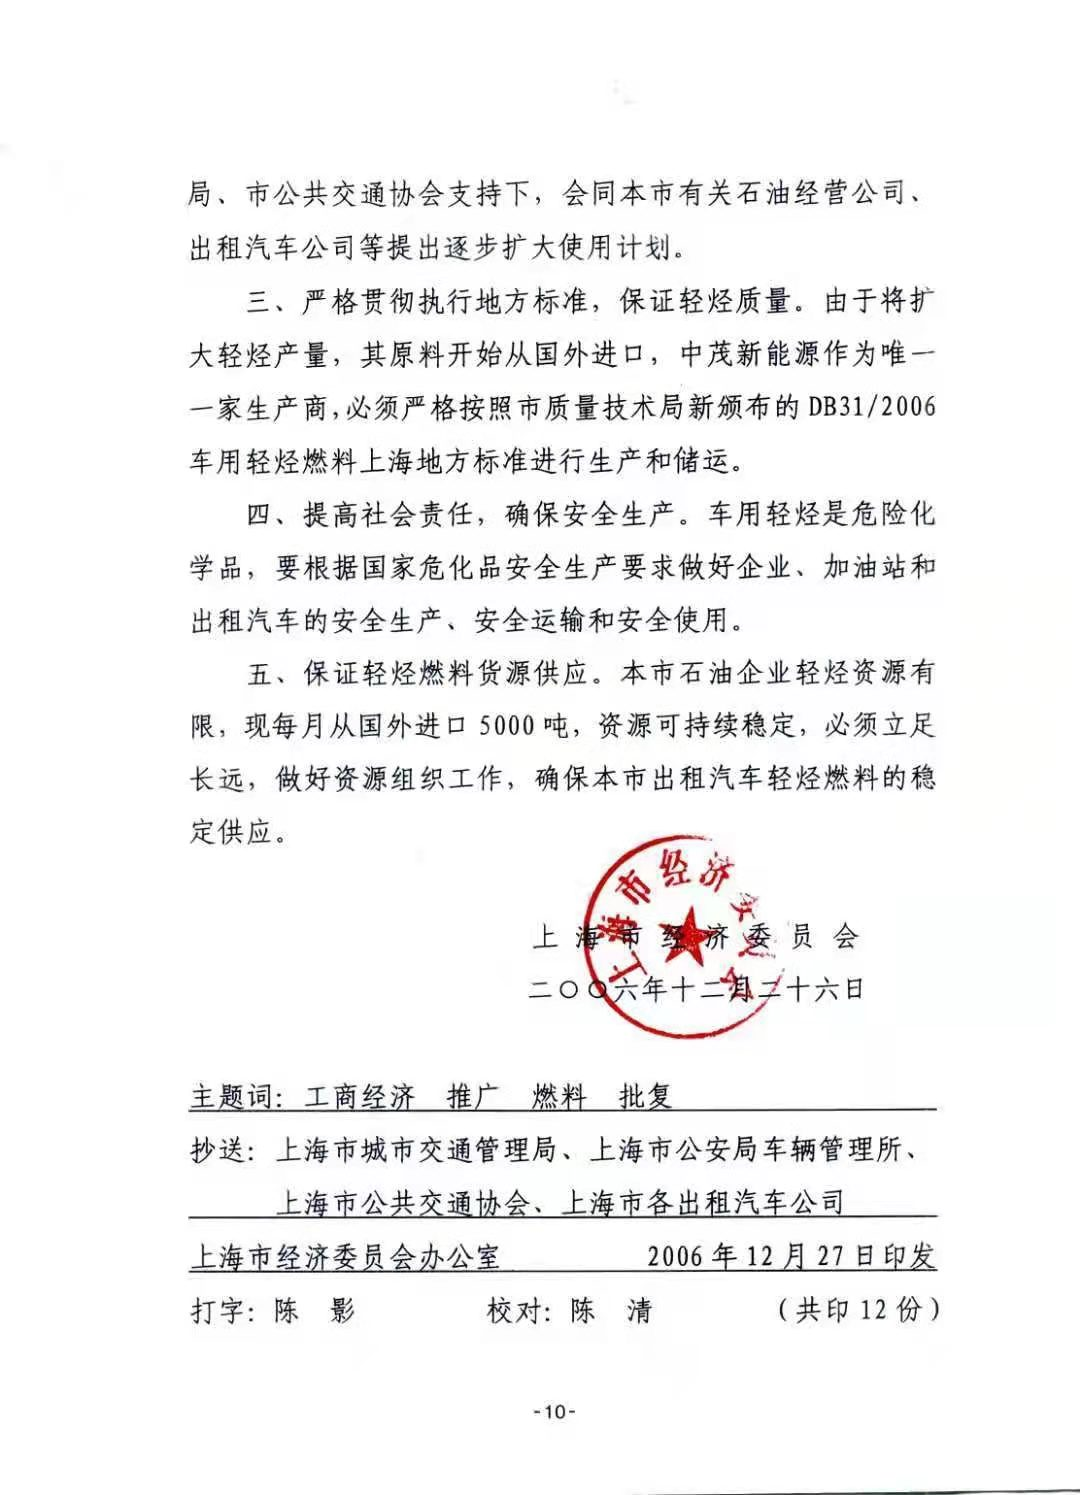 局、市公共交通协会支持下，会同本市有关石油经营公司、
出租汽车公司等提出逐步扩大使用计划。
三、严格贯彻执行地方标准，保证轻烃质量。由于将扩
大轻烃产量，其原料开始从国外进口，中茂新能源作为唯一
一家生产商，必须严格按照市质量技术局新颁布的 DB31/2006
车用轻烃燃料上海地方标准进行生产和储运。
四、提高社会责任，确保安全生产。车用轻烃是危险化
学品，要根据国家危化品安全生产要求做好企业、加油站和
出租汽车的安全生产、安全运输和安全使用。
五、保证轻烃燃料货源供应。本市石油企业轻烃资源有
限，现每月从国外进口 5000 吨，资源可持续稳定，必须立足
长远，做好资源组织工作，确保本市出租汽车轻烃燃料的稳
定供应。
上海市经济委员会
上海市经济委员会
二〇〇六年十二月二十六日
主题词：工商经济 推广 燃料 批复
抄送：上海市城市交通管理局、上海市公安局车辆管理所、
上海市公共交通协会、上海市各出租汽车公司
上海市经济委员会办公室 2006 年 12 月 27 日印发
打字：陈 影 校对：陈 清 （共印 12 份）
-10-